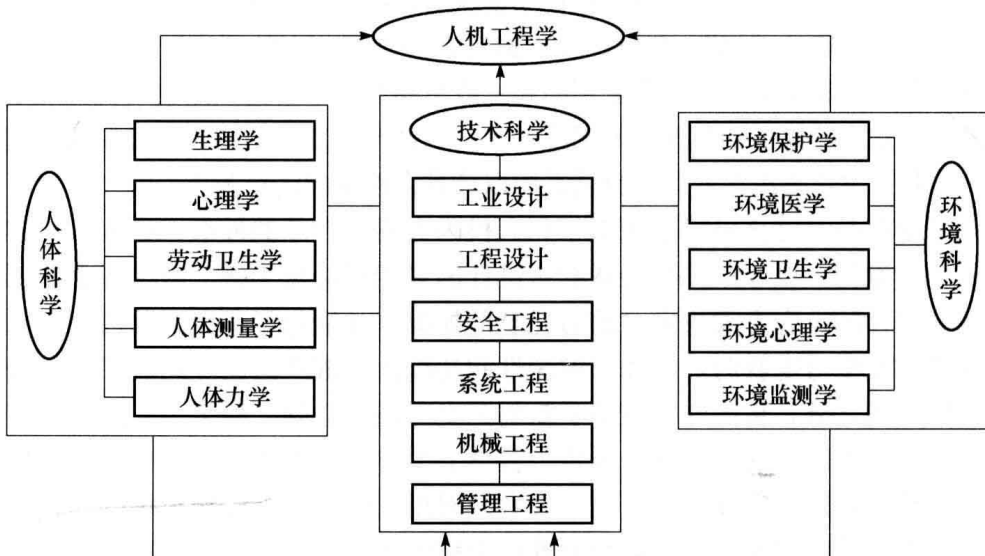 人机工程学
人体科学
生理学
心理学
劳动卫生学
人体测量学
人体力学
技术科学
工业设计
工程设计
安全工程
系统工程
机械工程
管理工程
环境保护学
环境医学
环境卫生学
环境心理学
环境监测学
环境科学